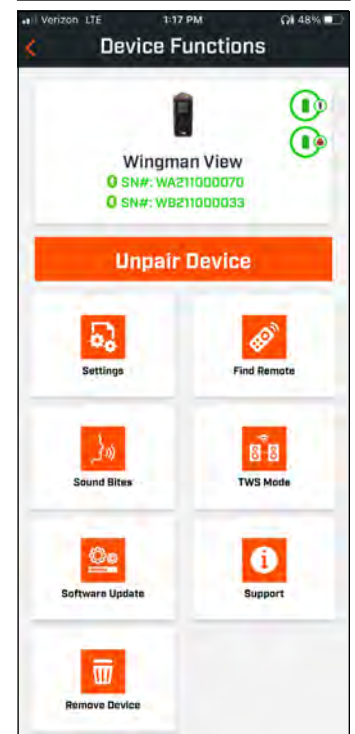 Verizon LTE 1:17 PM 48%
Device Functions
Wingman View
SN#: WA211000070
SN#: WB211000033
Unpair Device
Settings Find Remote
Sound Bites TWS Mode
Software Update Support
Remove Device